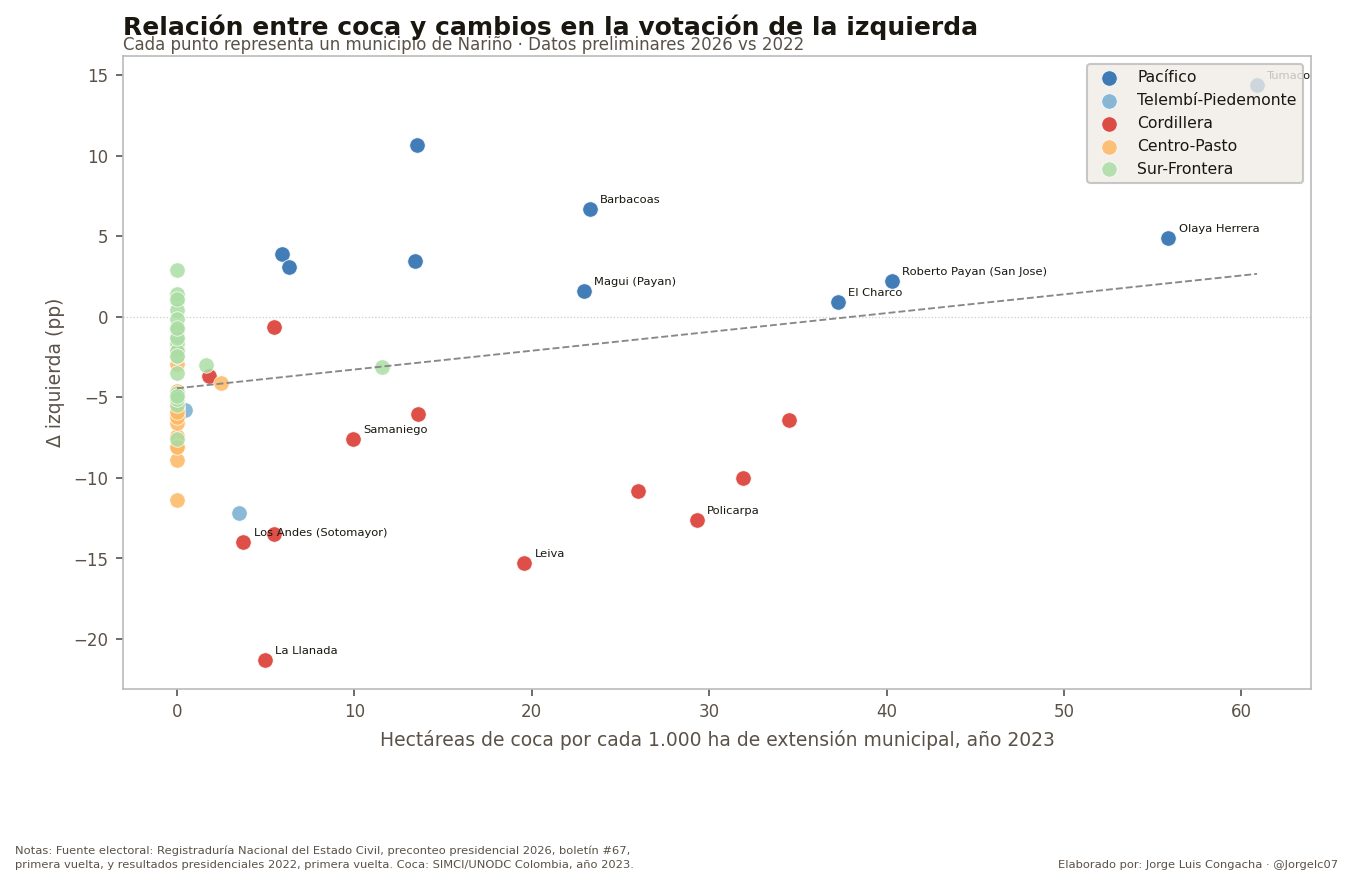 Relación entre coca y cambios en la votación de la izquierda
Cada punto representa un municipio de Nariño · Datos preliminares 2026 vs 2022
Pacífico
Telembí-Piedemonte
Cordillera
Centro-Pasto
Sur-Frontera
Tumaco
Barbacoas
Olaya Herrera
Magui (Payan)
Roberto Payan (San Jose)
El Charco
Samaniego
Policarpa
Los Andes (Sotomayor)
Leiva
La Llanada
15
10
5
0
−5
−10
−15
−20
Δ izquierda (pp)
0 10 20 30 40 50 60
Hectáreas de coca por cada 1.000 ha de extensión municipal, año 2023
Notas: Fuente electoral: Registraduría Nacional del Estado Civil, preconteo presidencial 2026, boletín #67,
primera vuelta, y resultados presidenciales 2022, primera vuelta. Coca: SIMCI/UNODC Colombia, año 2023.
Elaborado por: Jorge Luis Congacha · @Jorgelc07